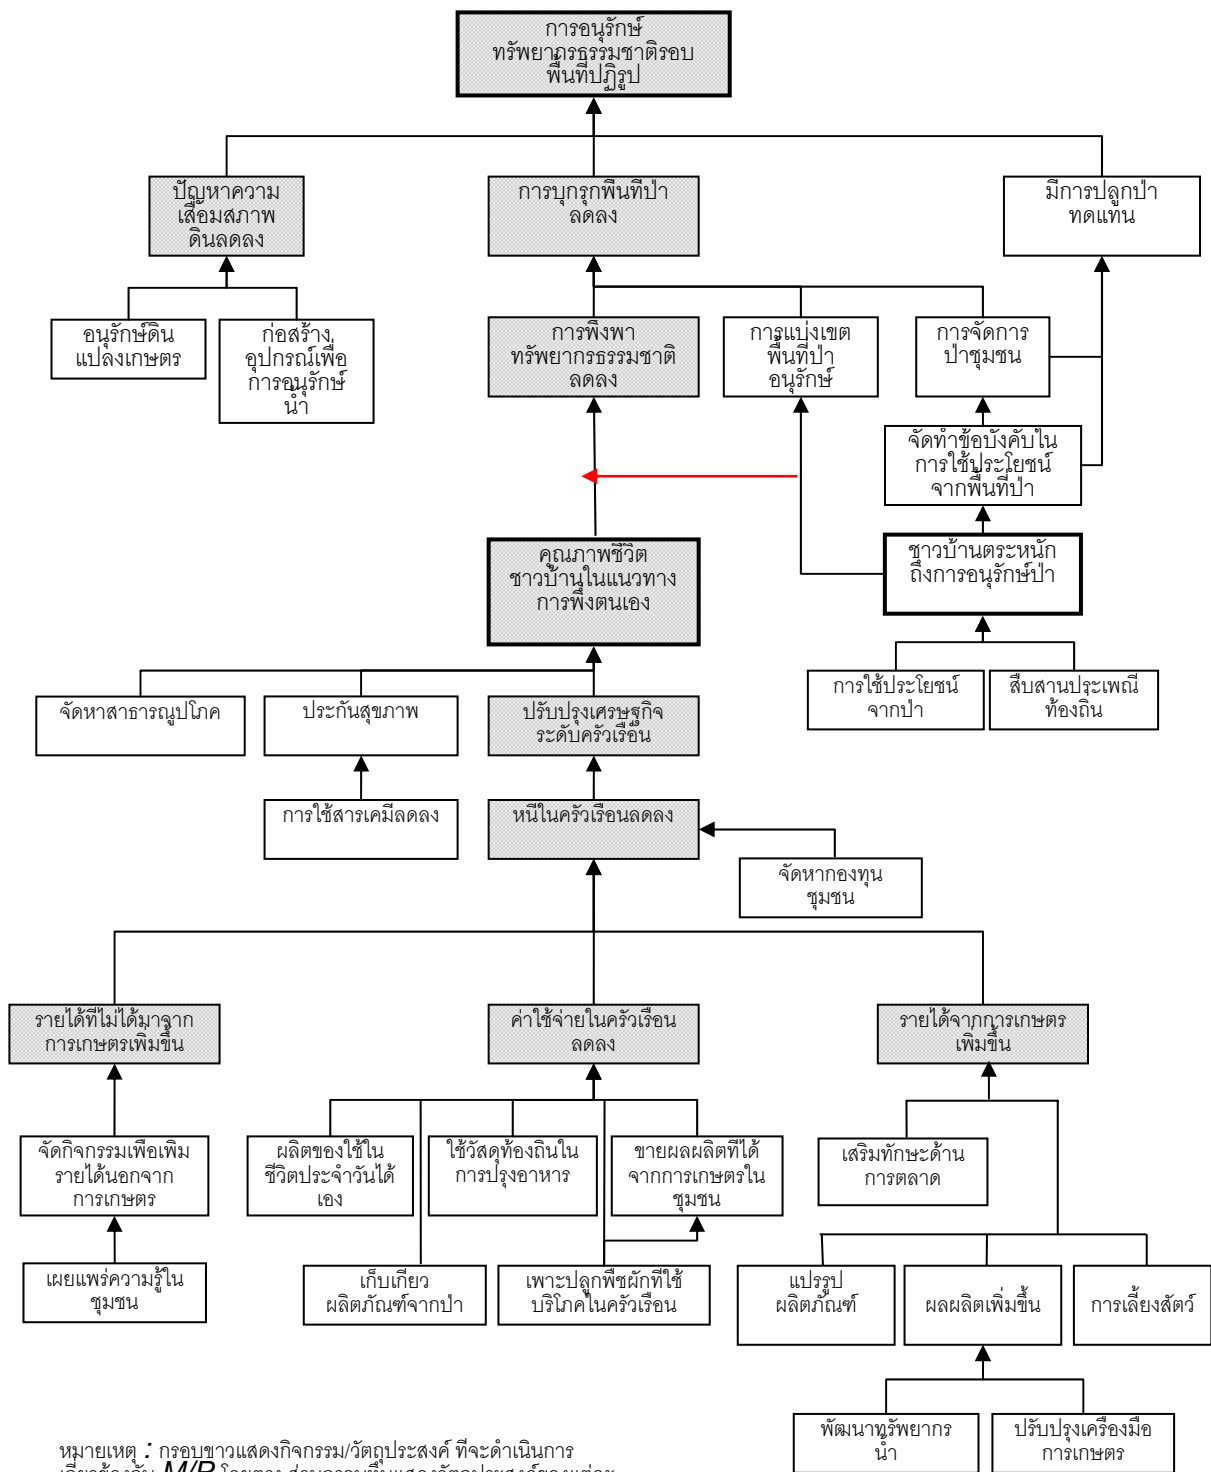 การอนุรักษ์
ทรัพยากรธรรมชาติรอบ
พื้นที่ปฏิรูป
ปัญหาความ
เสื่อมสภาพ
ดินลดลง
การบุกรุกพื้นที่ป่า
ลดลง
มีการปลูกป่า
ทดแทน
อนุรักษ์ดิน
แปลงเกษตร
ก่อสร้าง
อุปกรณ์เพื่อ
การอนุรักษ์
น้ำ
การพึ่งพา
ทรัพยากรธรรมชาติ
ลดลง
การแบ่งเขต
พื้นที่ป่า
อนุรักษ์
การจัดการ
ป่าชุมชน
จัดทำข้อบังคับใน
การใช้ประโยชน์
จากพื้นที่ป่า
คุณภาพชีวิต
ชาวบ้านในแนวทาง
การพึ่งตนเอง
ชาวบ้านตระหนัก
ถึงการอนุรักษ์ป่า
จัดหาสาธารณูปโภค
ประกันสุขภาพ
ปรับปรุงเศรษฐกิจ
ระดับครัวเรือน
การใช้ประโยชน์
จากป่า
สืบสานประเพณี
ท้องถิ่น
การใช้สารเคมีลดลง
หนี้ในครัวเรือนลดลง
จัดหากองทุน
ชุมชน
รายได้ที่ไม่ได้มาจาก
การเกษตรเพิ่มขึ้น
ค่าใช้จ่ายในครัวเรือน
ลดลง
รายได้จากการเกษตร
เพิ่มขึ้น
จัดกิจกรรมเพื่อเพิ่ม
รายได้นอกจาก
การเกษตร
ผลิตของใช้ใน
ชีวิตประจำวันได้
เอง
ใช้วัสดุท้องถิ่นใน
การปรุงอาหาร
ขายผลผลิตที่ได้
จากการเกษตรใน
ชุมชน
เสริมทักษะด้าน
การตลาด
เผยแพร่ความรู้ใน
ชุมชน
เก็บเกี่ยว
ผลิตภัณฑ์จากป่า
เพาะปลูกพืชผักที่ใช้
บริโภคในครัวเรือน
แปรรูป
ผลิตภัณฑ์
ผลผลิตเพิ่มขึ้น
การเลี้ยงสัตว์
พัฒนาทรัพยากร
น้ำ
ปรับปรุงเครื่องมือ
การเกษตร
หมายเหตุ : กรอบขาวแสดงกิจกรรม/วัตถุประสงค์ ที่จะดำเนินการ
M/P